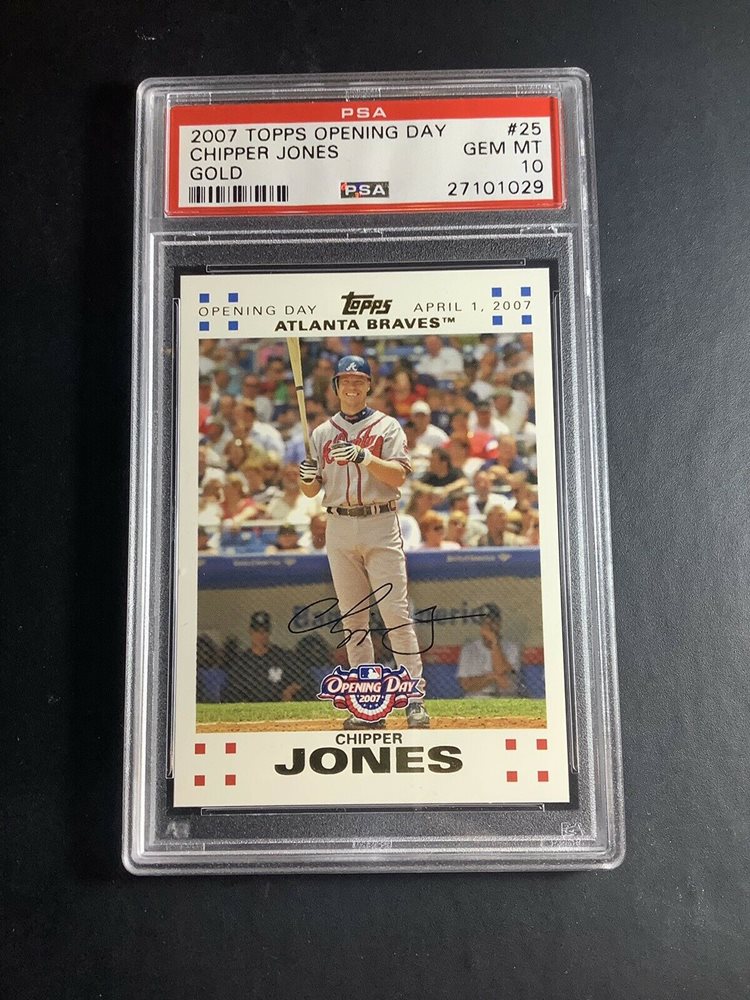 PSA
2007 TOPPS OPENING DAY #25
CHIPPER JONES GEM MT
GOLD 10
PSA 27101029
OPENING DAY topps APRIL 1, 2007
ATLANTA BRAVES™
A
OPENING DAY
2007
CHIPPER
JONES